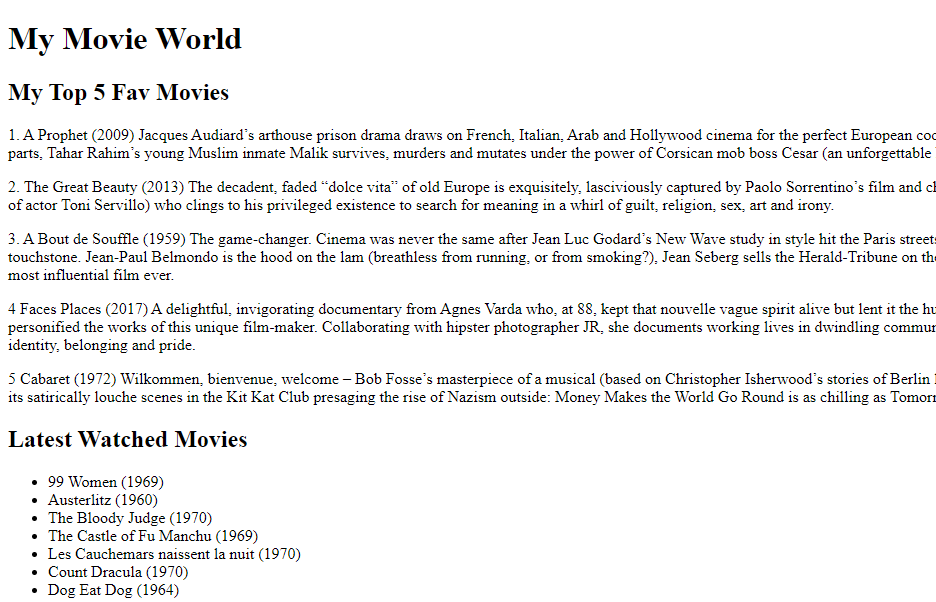 My Movie World
My Top 5 Fav Movies
1. A Prophet (2009) Jacques Audiard’s arthouse prison drama draws on French, Italian, Arab and Hollywood cinema for the perfect European
parts, Tahar Rahim’s young Muslim inmate Malik survives, murders and mutates under the power of Corsican mob boss Cesar (an unforgettable
2. The Great Beauty (2013) The decadent, faded “dolce vita” of old Europe is exquisitely, lasciviously captured by Paolo Sorrentino’s film and
of actor Toni Servillo) who clings to his privileged existence to search for meaning in a whirl of guilt, religion, sex, art and irony.
3. A Bout de Souffle (1959) The game-changer. Cinema was never the same after Jean Luc Godard’s New Wave study in style hit the Paris
touchstone. Jean-Paul Belmondo is the hood on the lam (breathless from running, or from smoking?), Jean Seberg sells the Herald-Tribune on
most influential film ever.
4 Faces Places (2017) A delightful, invigorating documentary from Agnes Varda who, at 88, kept that nouvelle vague spirit alive but lent it the
personified the works of this unique film-maker. Collaborating with hipster photographer JR, she documents working lives in dwindling
identity, belonging and pride.
5 Cabaret (1972) Wilkommen, bienvenue, welcome – Bob Fosse’s masterpiece of a musical (based on Christopher Isherwood’s stories of Berlin
its satirically louche scenes in the Kit Kat Club presaging the rise of Nazism outside: Money Makes the World Go Round is as chilling as
Latest Watched Movies
• 99 Women (1969)
• Austerlitz (1960)
• The Bloody Judge (1970)
• The Castle of Fu Manchu (1969)
• Les Cauchemars naissent la nuit (1970)
• Count Dracula (1970)
• Dog Eat Dog (1964)